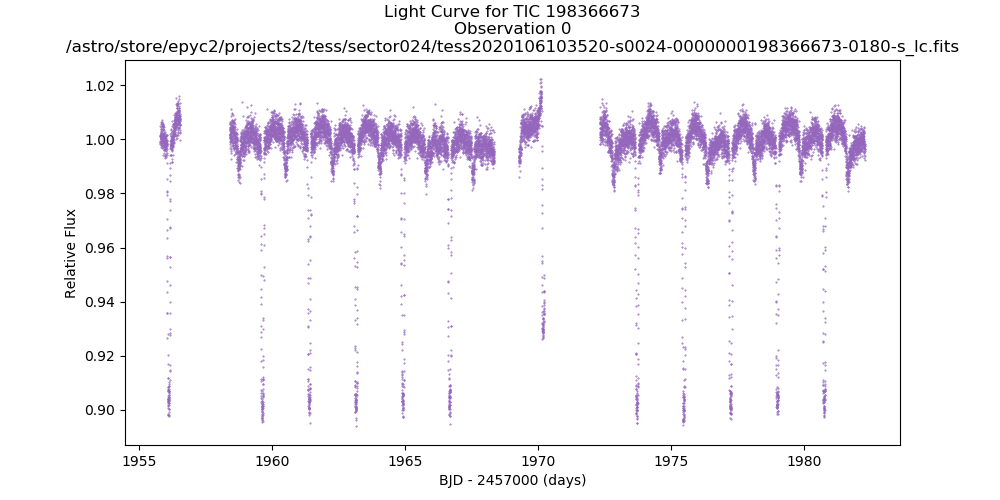 Light Curve for TIC 198366673
Observation 0
/astro/store/epyc2/projects2/tess/sector024/tess2020106103520-s0024-0000000198366673-0180-s_lc.fits
1.02
1.00
0.98
0.96
0.94
0.92
0.90
Relative Flux
1955
1960
1965
1970
1975
1980
BJD - 2457000 (days)